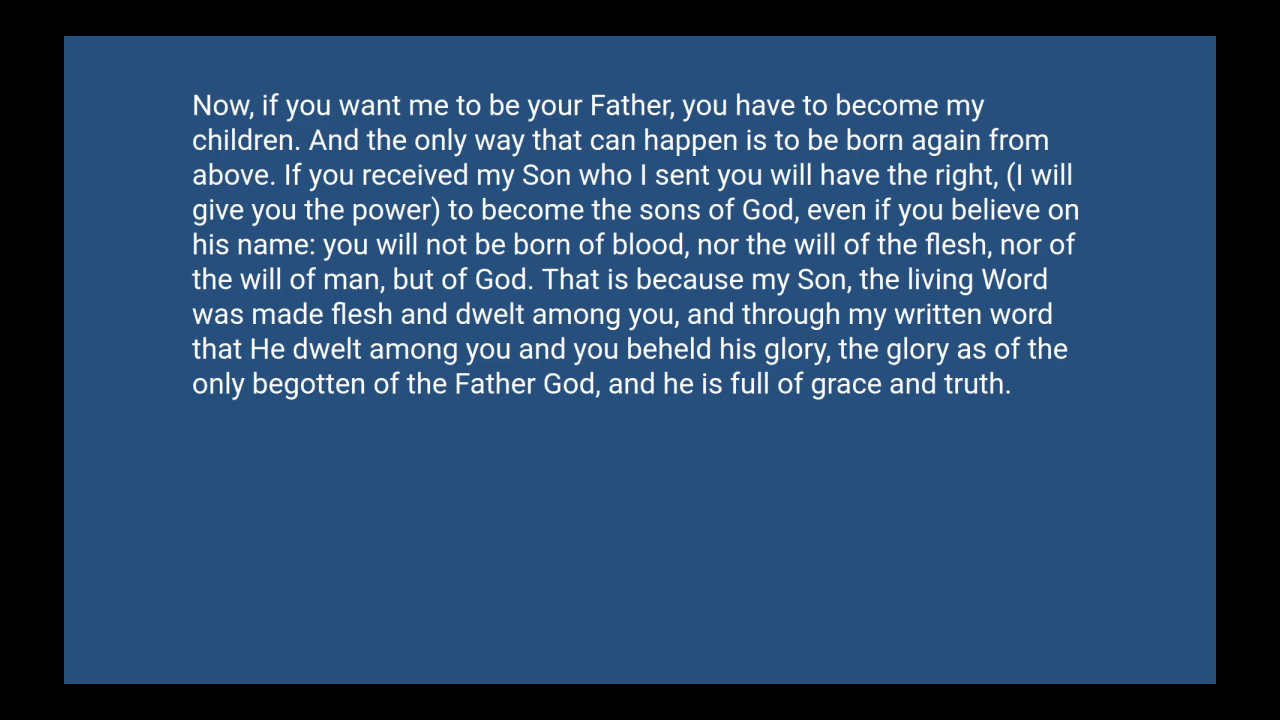 Now, if you want me to be your Father, you have to become my
children. And the only way that can happen is to be born again from
above. If you received my Son who I sent you will have the right, (I will
give you the power) to become the sons of God, even if you believe on
his name: you will not be born of blood, nor the will of the flesh, nor of
the will of man, but of God. That is because my Son, the living Word
was made flesh and dwelt among you, and through my written word
that He dwelt among you and you beheld his glory, the glory as of the
only begotten of the Father God, and he is full of grace and truth.